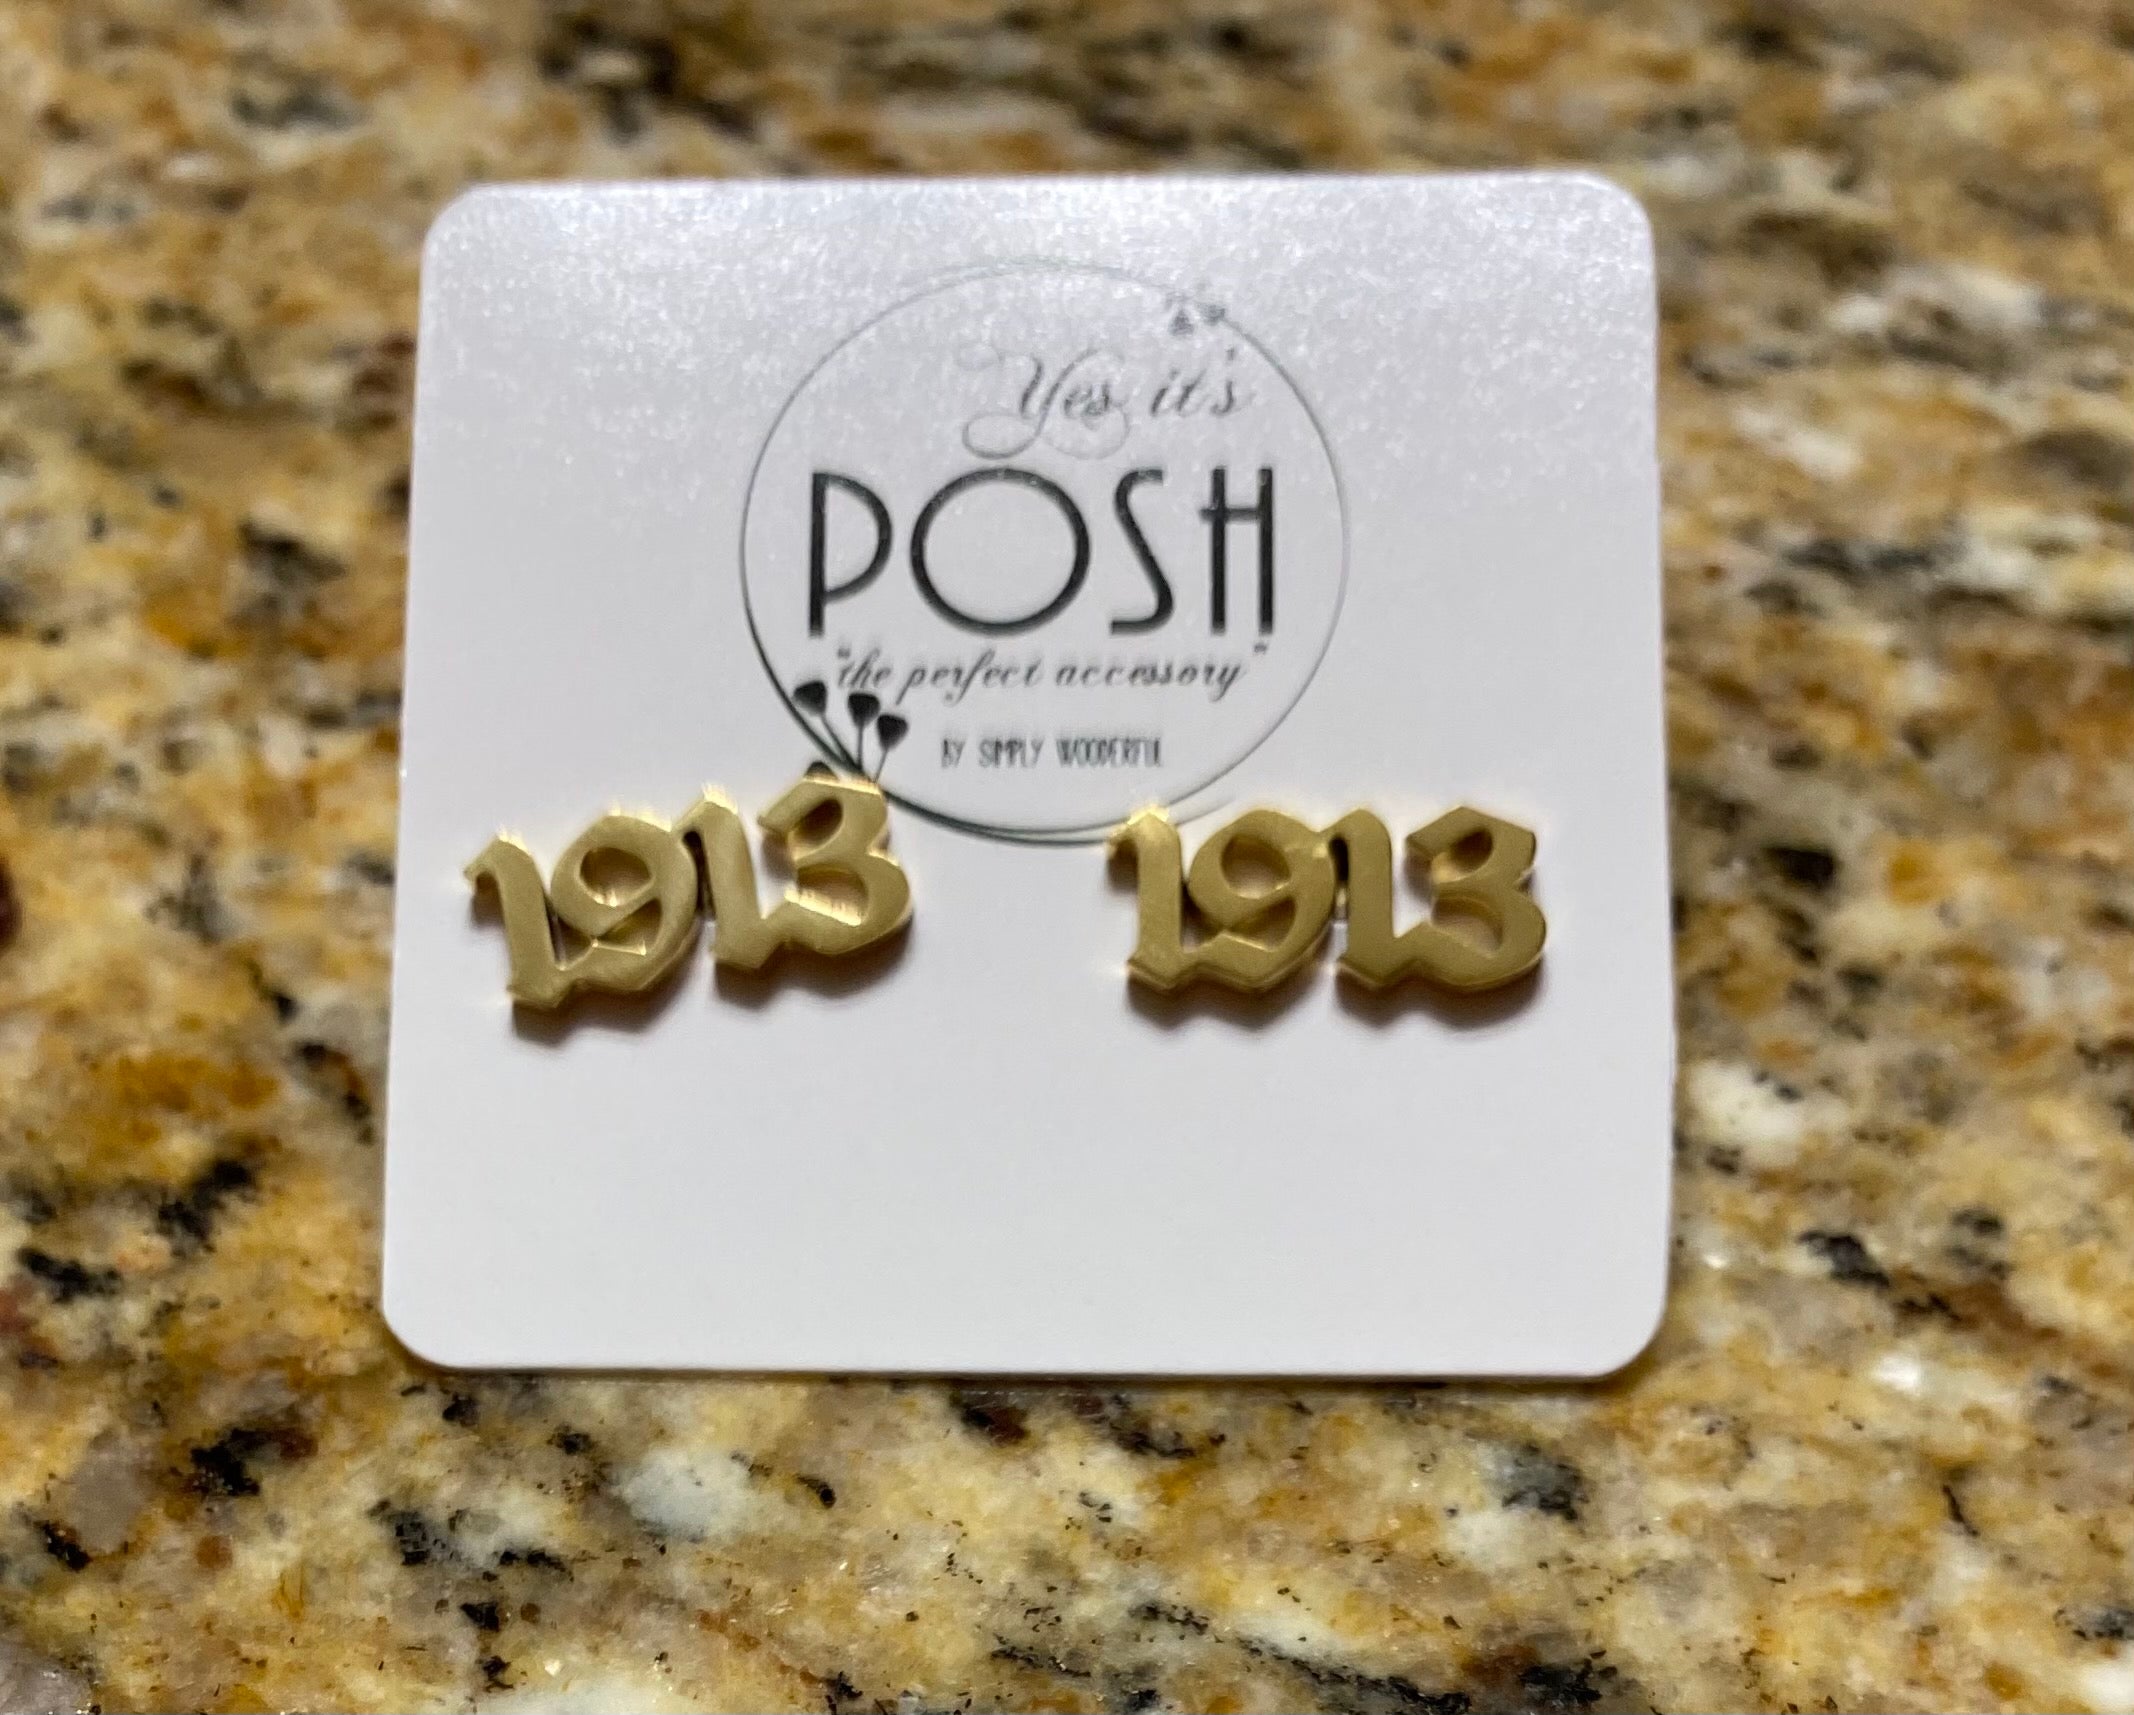 Yes it's
POSH
"the perfect accessory"
BY SIMPLY WOODERFUL
1913 1913